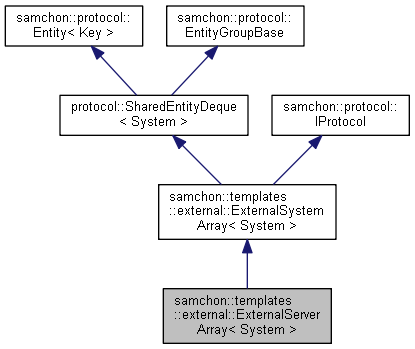 samchon::protocol::
Entity< Key >
samchon::protocol::
EntityGroupBase
protocol::SharedEntityDeque
< System >
samchon::protocol::
IProtocol
samchon::templates
::external::ExternalSystem
Array< System >
samchon::templates
::external::ExternalServer
Array< System >